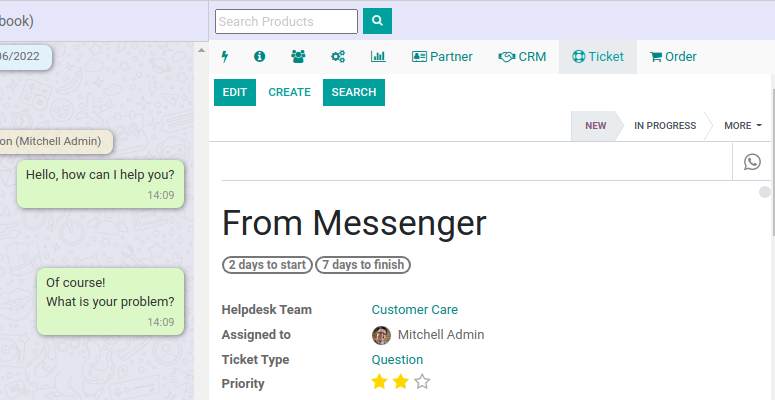 book)
06/2022
on (Mitchell Admin)
Hello, how can I help you?
14:09
Of course!
What is your problem?
14:09
Search Products
Partner
CRM
Ticket
Order
EDIT
CREATE
SEARCH
NEW
IN PROGRESS
MORE
From Messenger
2 days to start
7 days to finish
Helpdesk Team Customer Care
Assigned to Mitchell Admin
Ticket Type Question
Priority